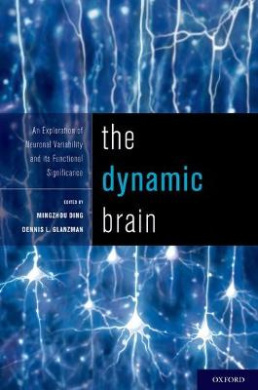 An Exploration of
Neuronal Variability
and its Functional
Significance
EDITED BY
MINGZHOU DING
DENNIS L. GLANZMAN
the
dynamic
brain
OXFORD